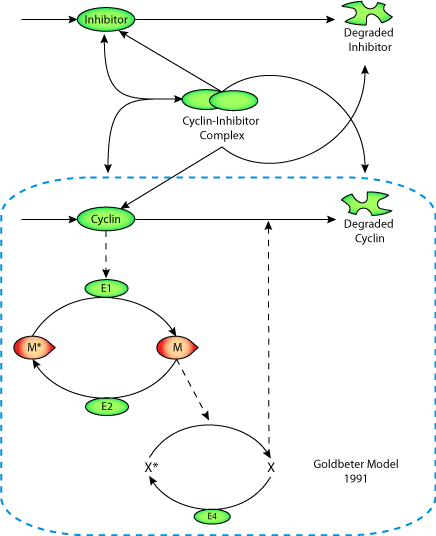 Inhibitor
Degraded
Inhibitor
Cyclin-Inhibitor
Complex
Cyclin
Degraded
Cyclin
E1
M*
M
E2
X*
X
Goldbeter Model
1991
E4